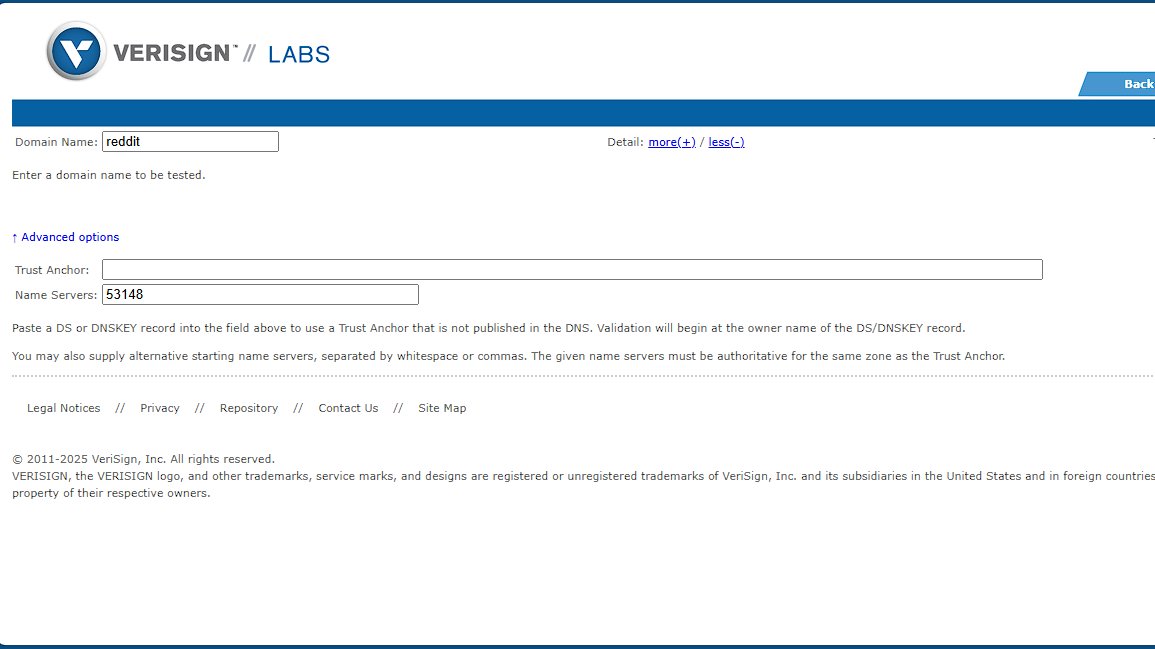 VERISIGN™ // LABS
Back
Domain Name: reddit
Detail: more(+) / less(-)
Enter a domain name to be tested.
↑ Advanced options
Trust Anchor:
Name Servers: 53148
Paste a DS or DNSKEY record into the field above to use a Trust Anchor that is not published in the DNS. Validation will begin at the owner name of the DS/DNSKEY record.
You may also supply alternative starting name servers, separated by whitespace or commas. The given name servers must be authoritative for the same zone as the Trust Anchor.
Legal Notices // Privacy // Repository // Contact Us // Site Map
© 2011-2025 VeriSign, Inc. All rights reserved.
VERISIGN, the VERISIGN logo, and other trademarks, service marks, and designs are registered or unregistered trademarks of VeriSign, Inc. and its subsidiaries in the United States and in foreign countries
property of their respective owners.